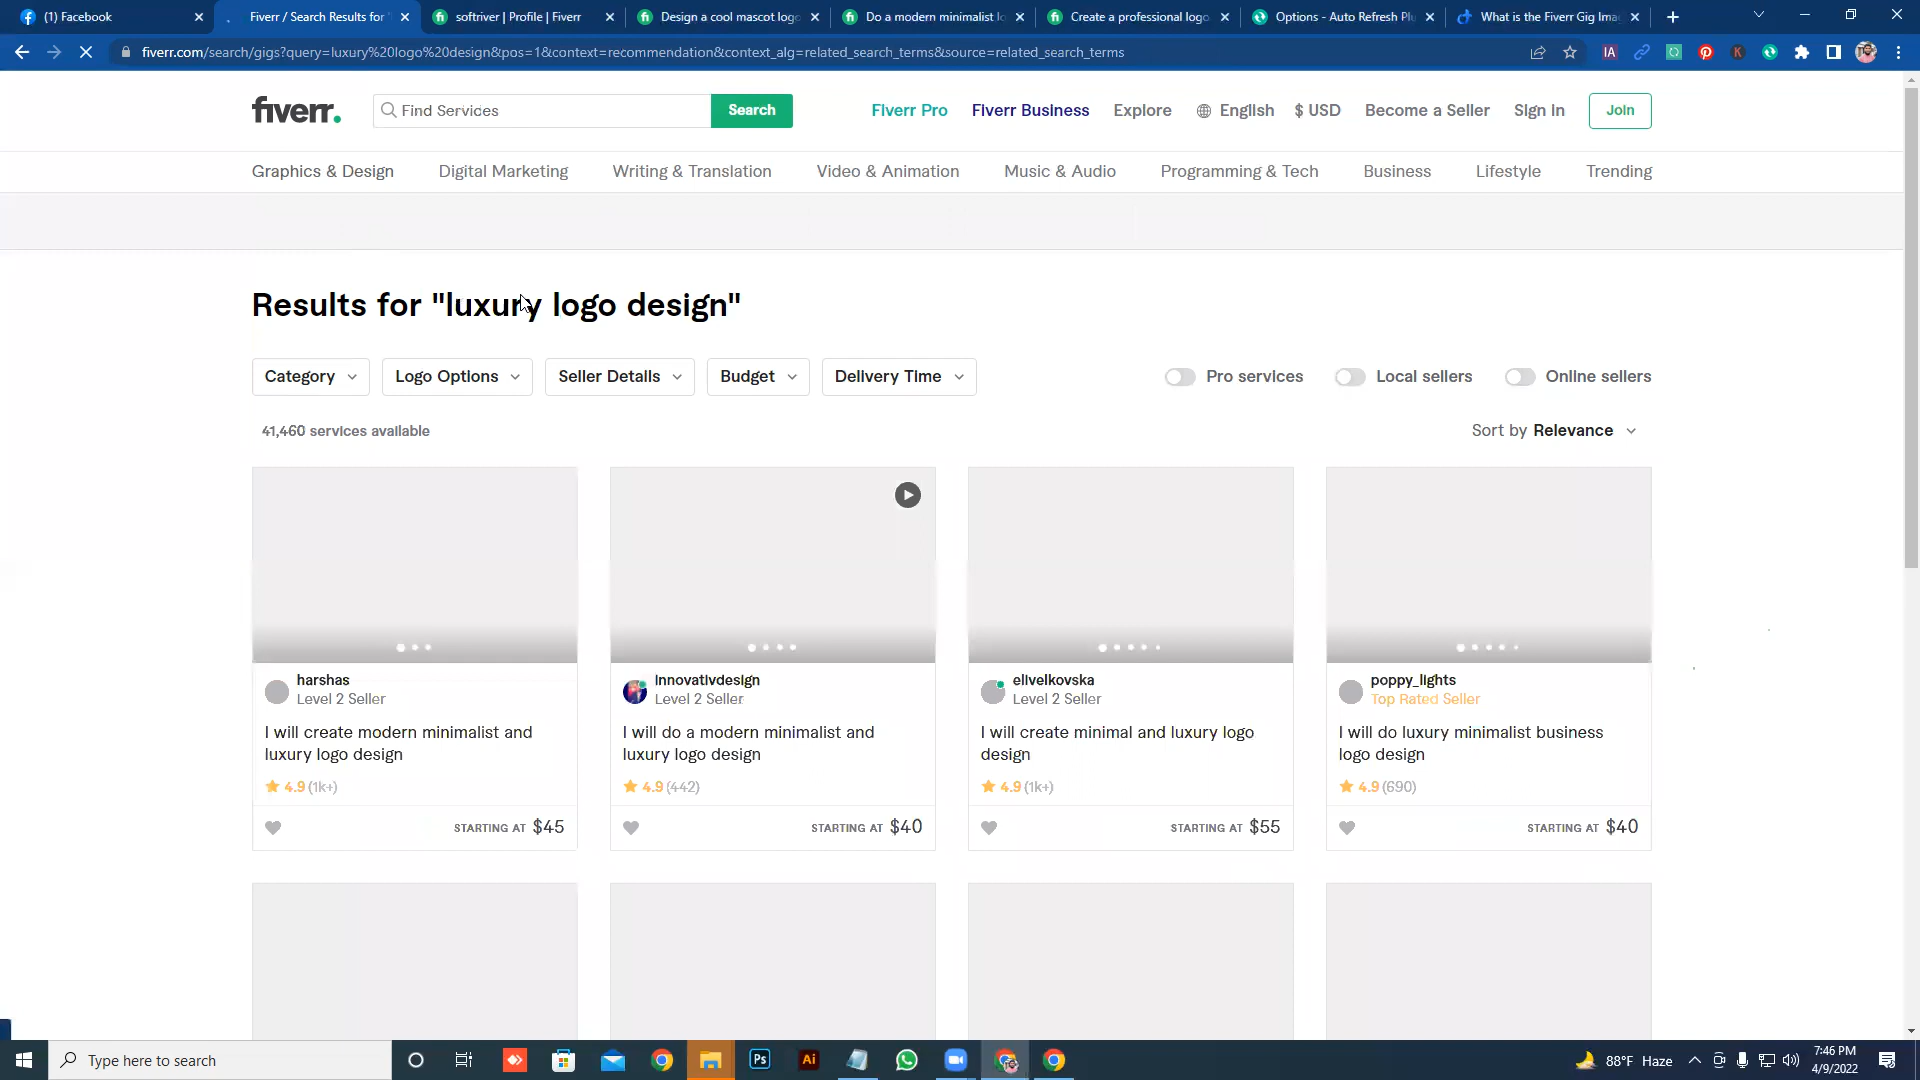 (1) Facebook
Fiverr / Search Results for
softriver | Profile | Fiverr
Design a cool mascot logo
Do a modern minimalist lo
Create a professional logo
Options - Auto Refresh Plu
What is the Fiverr Gig Ima
fiverr.com/search/gigs?query=luxury%20logo%20design&pos=1&context=recommendation&context_alg=related_search_terms&source=related_search_terms
IA
K
fiverr.
Find Services
Search
Fiverr Pro
Fiverr Business
Explore
English
$ USD
Become a Seller
Sign in
Join
Graphics & Design
Digital Marketing
Writing & Translation
Video & Animation
Music & Audio
Programming & Tech
Business
Lifestyle
Trending
Results for "luxury logo design"
Category
Logo Options
Seller Details
Budget
Delivery Time
Pro services
Local sellers
Online sellers
41,460 services available
Sort by Relevance
harshas
Level 2 Seller
I will create modern minimalist and
luxury logo design
4.9 (1k+)
STARTING AT $45
innovativdesign
Level 2 Seller
I will do a modern minimalist and
luxury logo design
4.9 (442)
STARTING AT $40
elivelkovska
Level 2 Seller
I will create minimal and luxury logo
design
4.9 (1k+)
STARTING AT $55
poppy_lights
Top Rated Seller
I will do luxury minimalist business
logo design
4.9 (690)
STARTING AT $40
Type here to search
Ps
Ai
88°F Haze
7:46 PM
4/9/2022